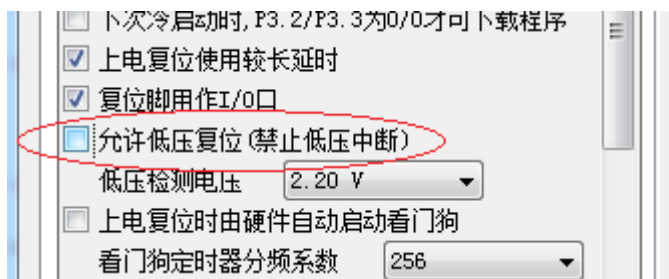 下次冷启动时, P3.2/P3.3为0/0才可下载程序
上电复位使用较长延时
复位脚用作I/O口
允许低压复位(禁止低压中断)
低压检测电压 2.20 V
上电复位时由硬件自动启动看门狗
看门狗定时器分频系数 256